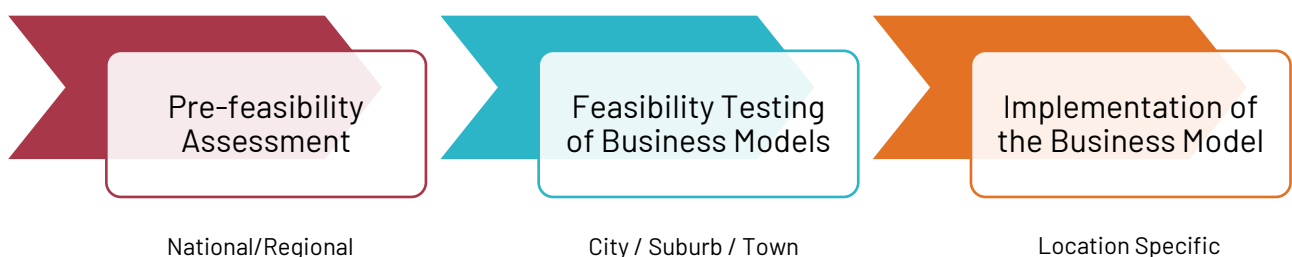 Pre-feasibility
Assessment
Feasibility Testing
of Business Models
Implementation of
the Business Model
National/Regional
City / Suburb / Town
Location Specific